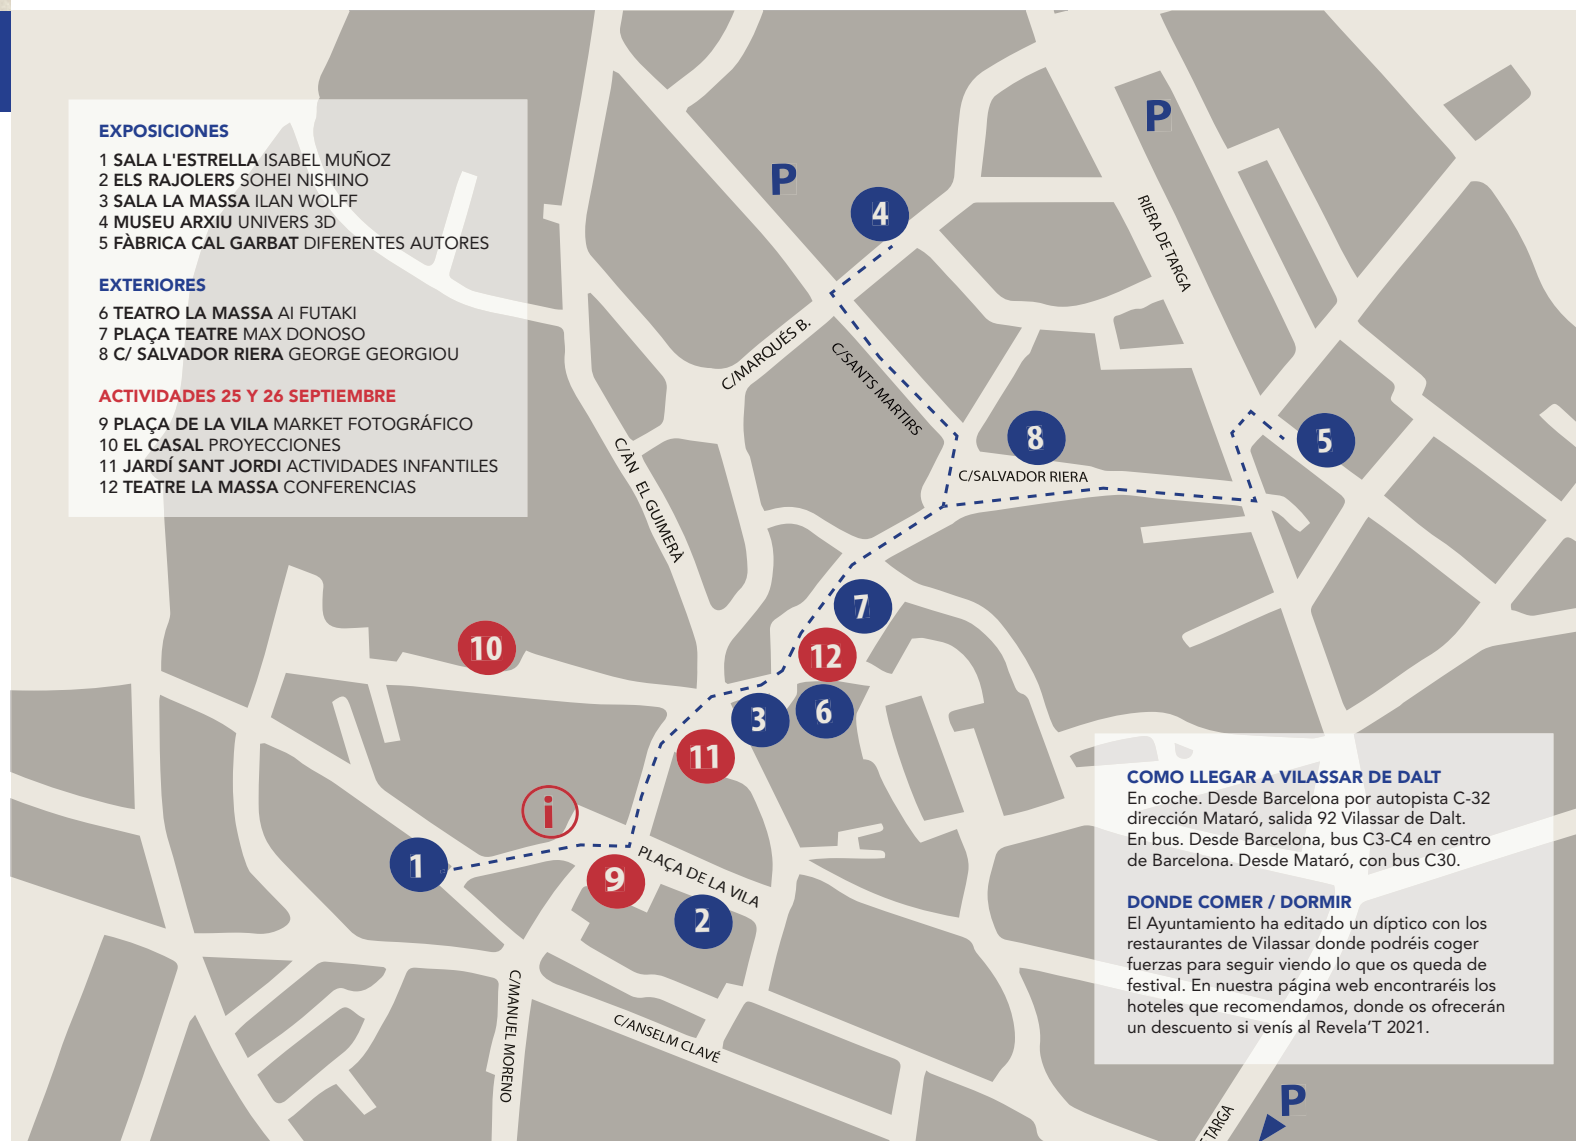 EXPOSICIONES
1 SALA L'ESTRELLA ISABEL MUÑOZ
2 ELS RAJOLERS SOHEI NISHINO
3 SALA LA MASSA ILAN WOLFF
4 MUSEU ARXIU UNIVERS 3D
5 FÀBRICA CAL GARBAT DIFERENTES AUTORES
EXTERIORES
6 TEATRO LA MASSA AI FUTAKI
7 PLAÇA TEATRE MAX DONOSO
8 C/ SALVADOR RIERA GEORGE GEORGIOU
ACTIVIDADES 25 Y 26 SEPTIEMBRE
9 PLAÇA DE LA VILA MARKET FOTOGRÁFICO
10 EL CASAL PROYECCIONES
11 JARDÍ SANT JORDI ACTIVIDADES INFANTILES
12 TEATRE LA MASSA CONFERENCIAS
P
P
4
RIERA DE TARGA
C/MARQUÉS B.
C/SANTS MARTIRS
8
5
C/SALVADOR RIERA
C/ÀN EL GUIMERÀ
7
10
12
3
6
11
i
1
9
PLAÇA DE LA VILA
2
C/MANUEL MORENO
C/ANSELM CLAVÉ
COMO LLEGAR A VILASSAR DE DALT
En coche. Desde Barcelona por autopista C-32
dirección Mataró, salida 92 Vilassar de Dalt.
En bus. Desde Barcelona, bus C3-C4 en centro
de Barcelona. Desde Mataró, con bus C30.
DONDE COMER / DORMIR
El Ayuntamiento ha editado un díptico con los
restaurantes de Vilassar donde podréis coger
fuerzas para seguir viendo lo que os queda de
festival. En nuestra página web encontraréis los
hoteles que recomendamos, donde os ofrecerán
un descuento si venís al Revela'T 2021.
P
TARGA